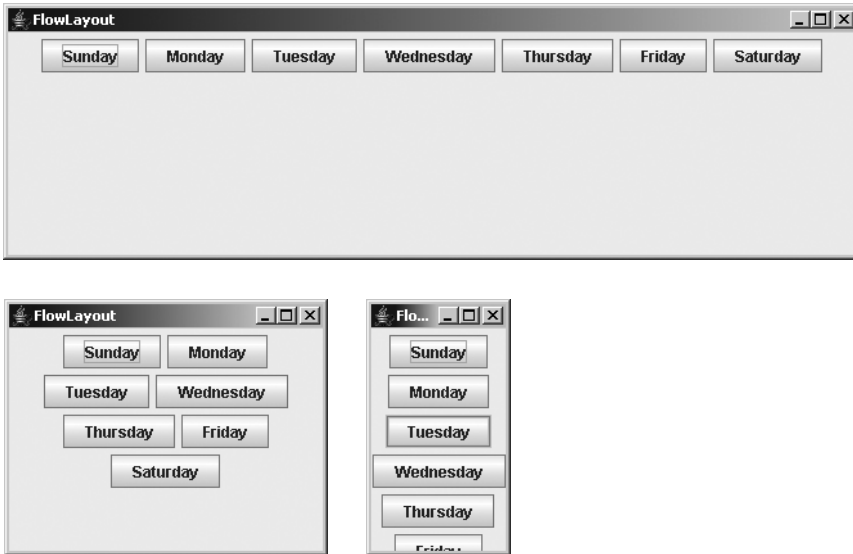 FlowLayout
Sunday Monday Tuesday Wednesday Thursday Friday Saturday
FlowLayout
Sunday Monday
Tuesday Wednesday
Thursday Friday
Saturday
Flo...
Sunday
Monday
Tuesday
Wednesday
Thursday
Friday